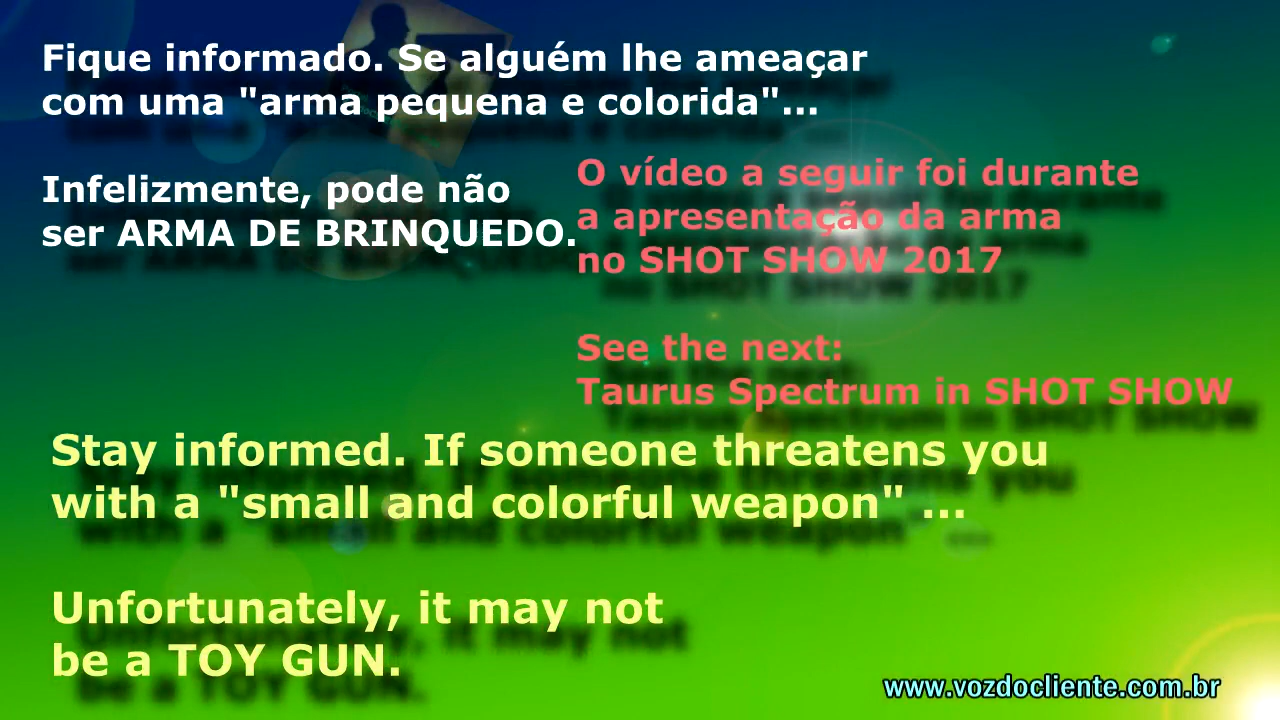 Fique informado. Se alguém lhe ameaçar
com uma "arma pequena e colorida"...
Infelizmente, pode não
ser ARMA DE BRINQUEDO.
O vídeo a seguir foi durante
a apresentação da arma
no SHOT SHOW 2017
See the next:
Taurus Spectrum in SHOT SHOW
Stay informed. If someone threatens you
with a "small and colorful weapon" ...
Unfortunately, it may not
be a TOY GUN.
www.vozdocliente.com.br